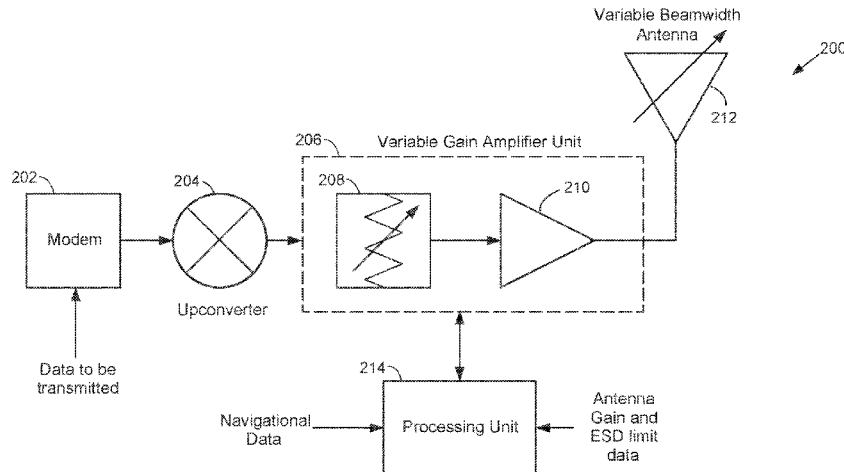 Variable Beamwidth
Antenna
200
212
206
Variable Gain Amplifier Unit
202
204
208
210
Modem
Upconverter
Data to be
transmitted
214
Navigational
Data
Processing Unit
Antenna
Gain and
ESD limit
data